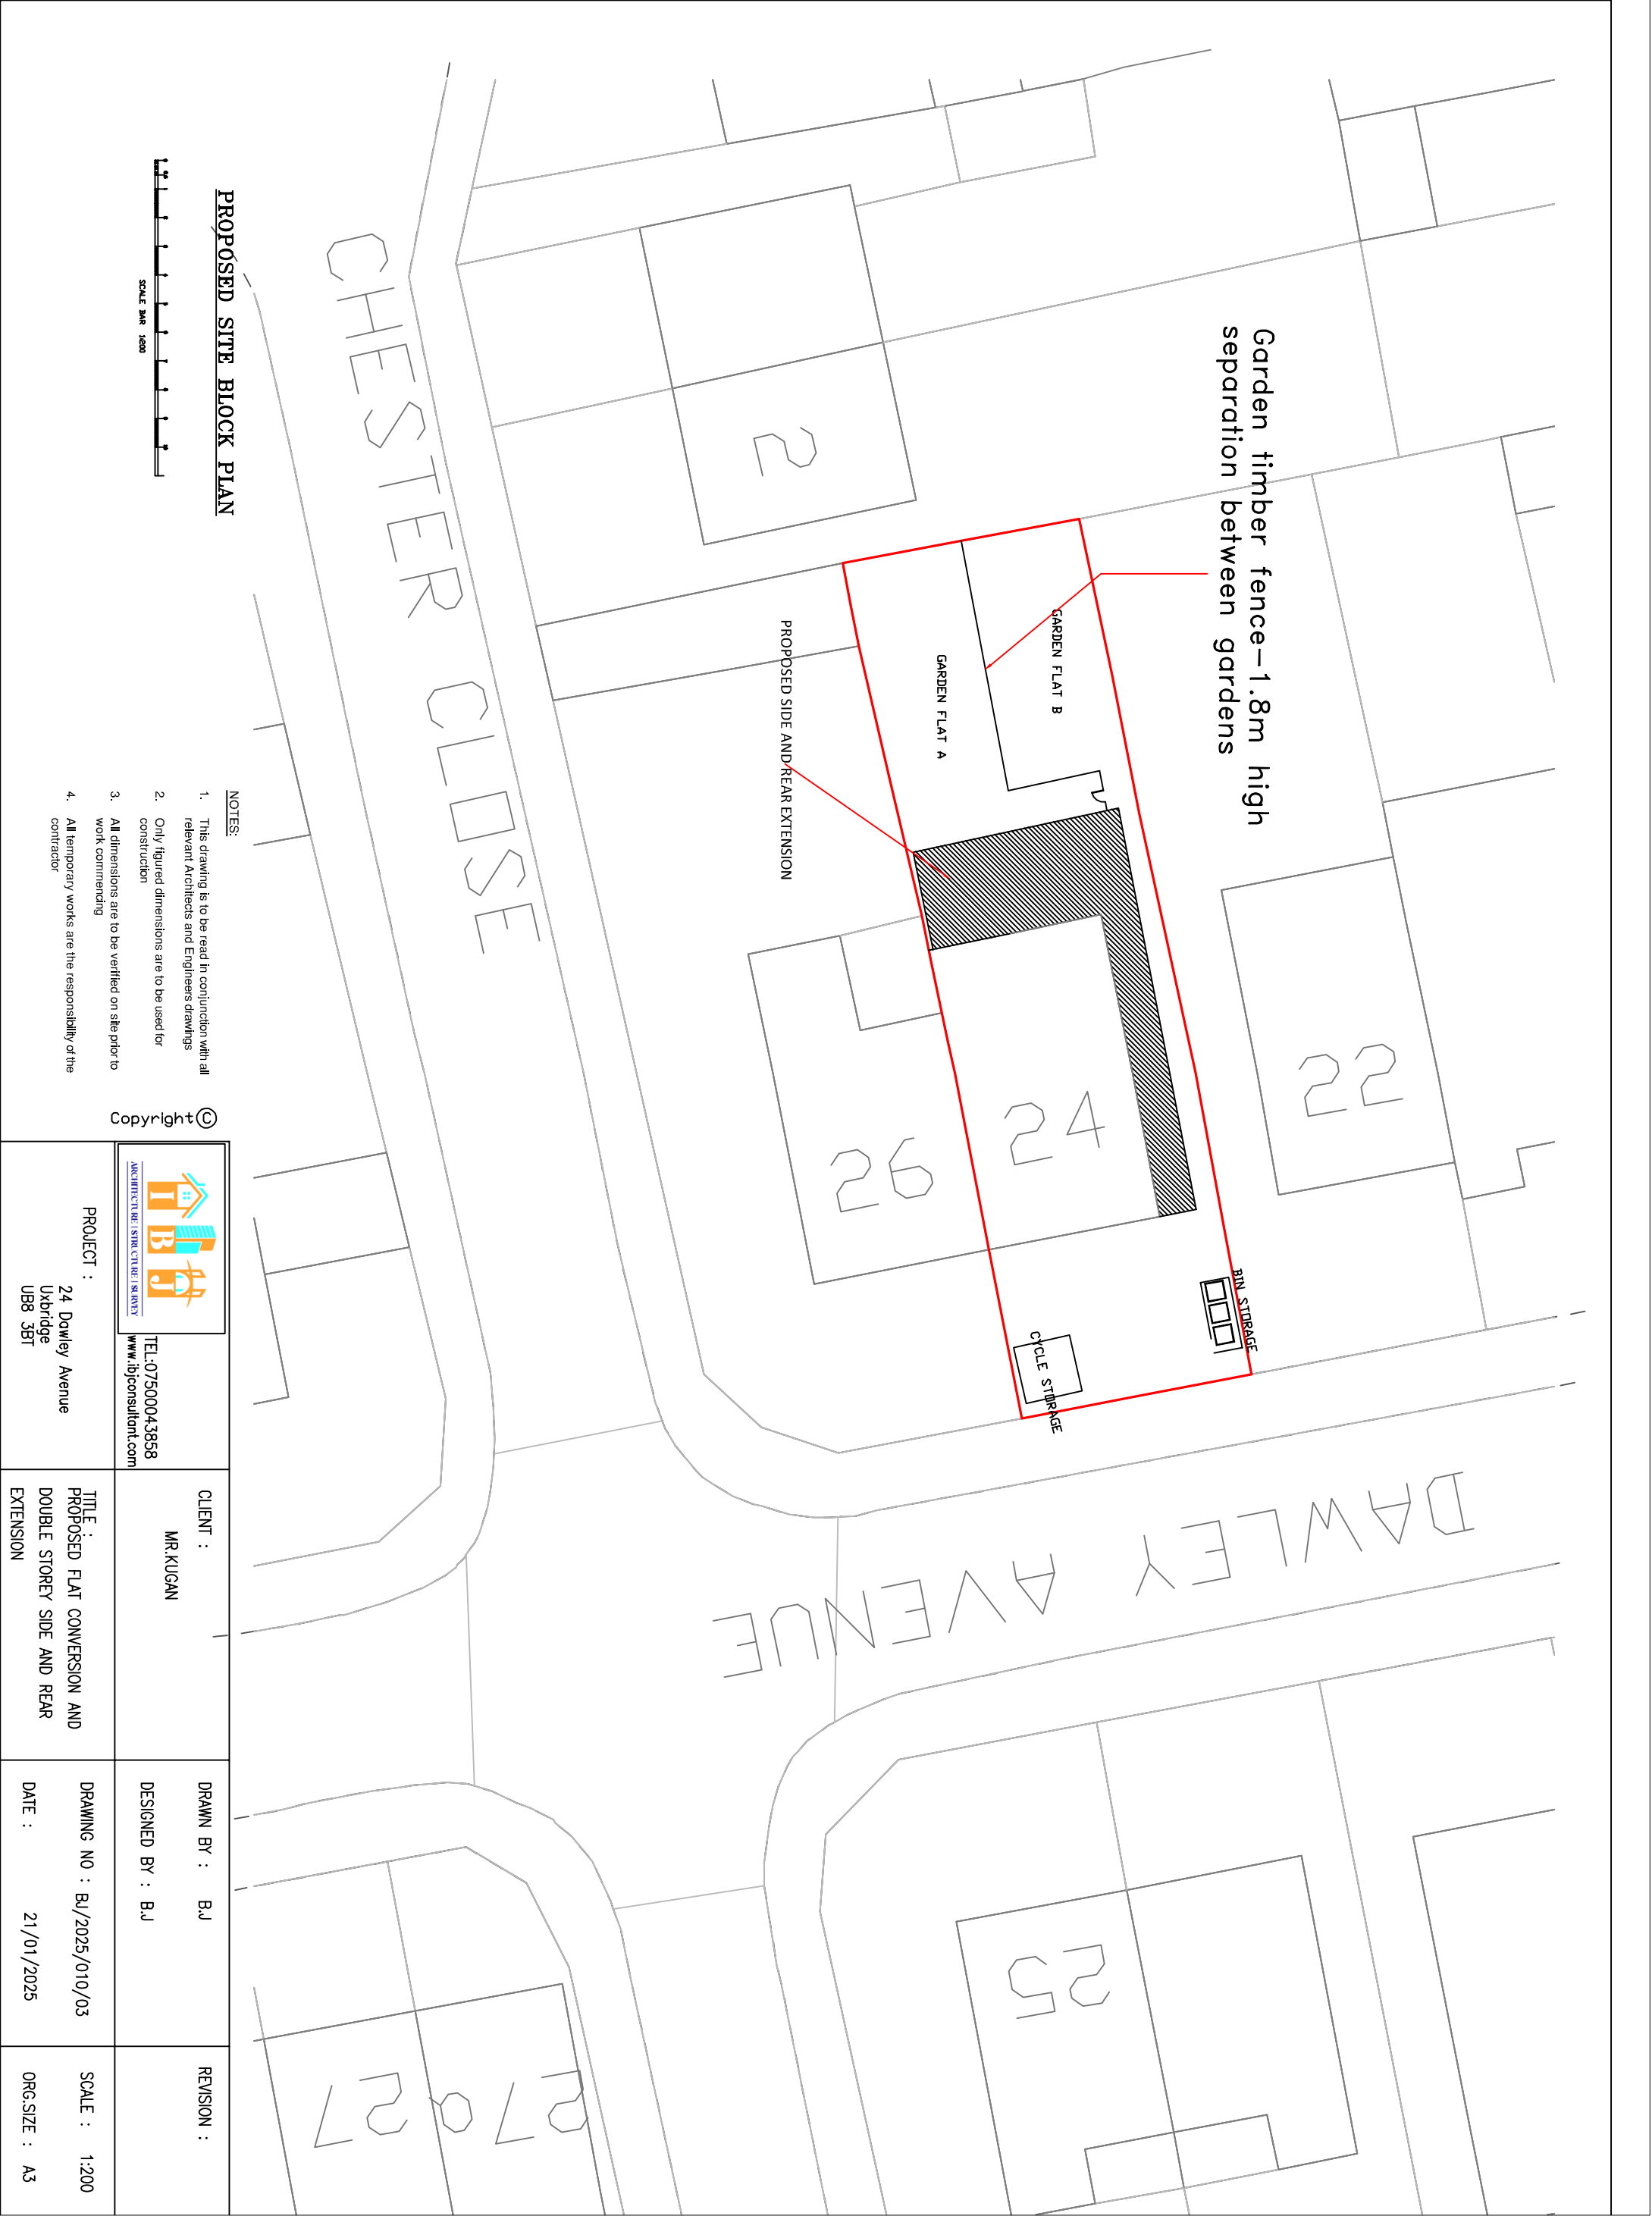 Garden timber fence-1.8m high
separation between gardens
22
BIN STORAGE
GARDEN FLAT B
GARDEN FLAT A
24
CYCLE STORAGE
DAWLEY AVENUE
25
2
PROPOSED SIDE AND REAR EXTENSION
26
CHESTER CLOSE
27a
27
PROPOSED SITE BLOCK PLAN
SCALE BAR 1:200
NOTES:
1. This drawing is to be read in conjunction with all
relevant Architects and Engineers drawings
2. Only figured dimensions are to be used for
construction
3. All dimensions are to be verified on site prior to
work commencing
4. All temporary works are the responsibility of the
contractor
Copyright ©
I B J
ARCHITECTURE | STRUCTURE | SURVEY
TEL:07500043858
www.ibjconsultant.com
CLIENT :
MR.KUGAN
DRAWN BY : B.J
DESIGNED BY : B.J
REVISION :
PROJECT :
24 Dawley Avenue
Uxbridge
UB8 3BT
TITLE :
PROPOSED FLAT CONVERSION AND
DOUBLE STOREY SIDE AND REAR
EXTENSION
DRAWING NO : BJ/2025/010/03
DATE : 21/01/2025
SCALE : 1:200
ORG.SIZE : A3